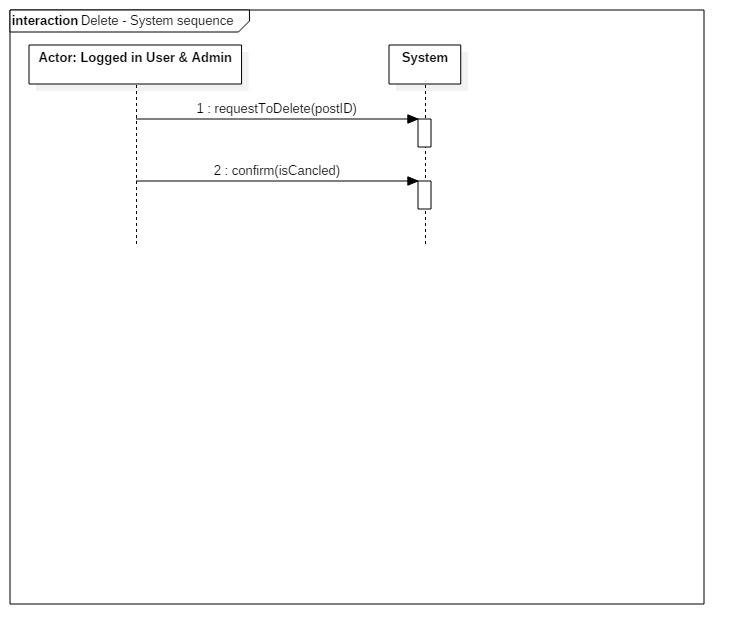 interaction Delete - System sequence
Actor: Logged in User & Admin
System
1 : requestToDelete(postID)
2 : confirm(isCancled)